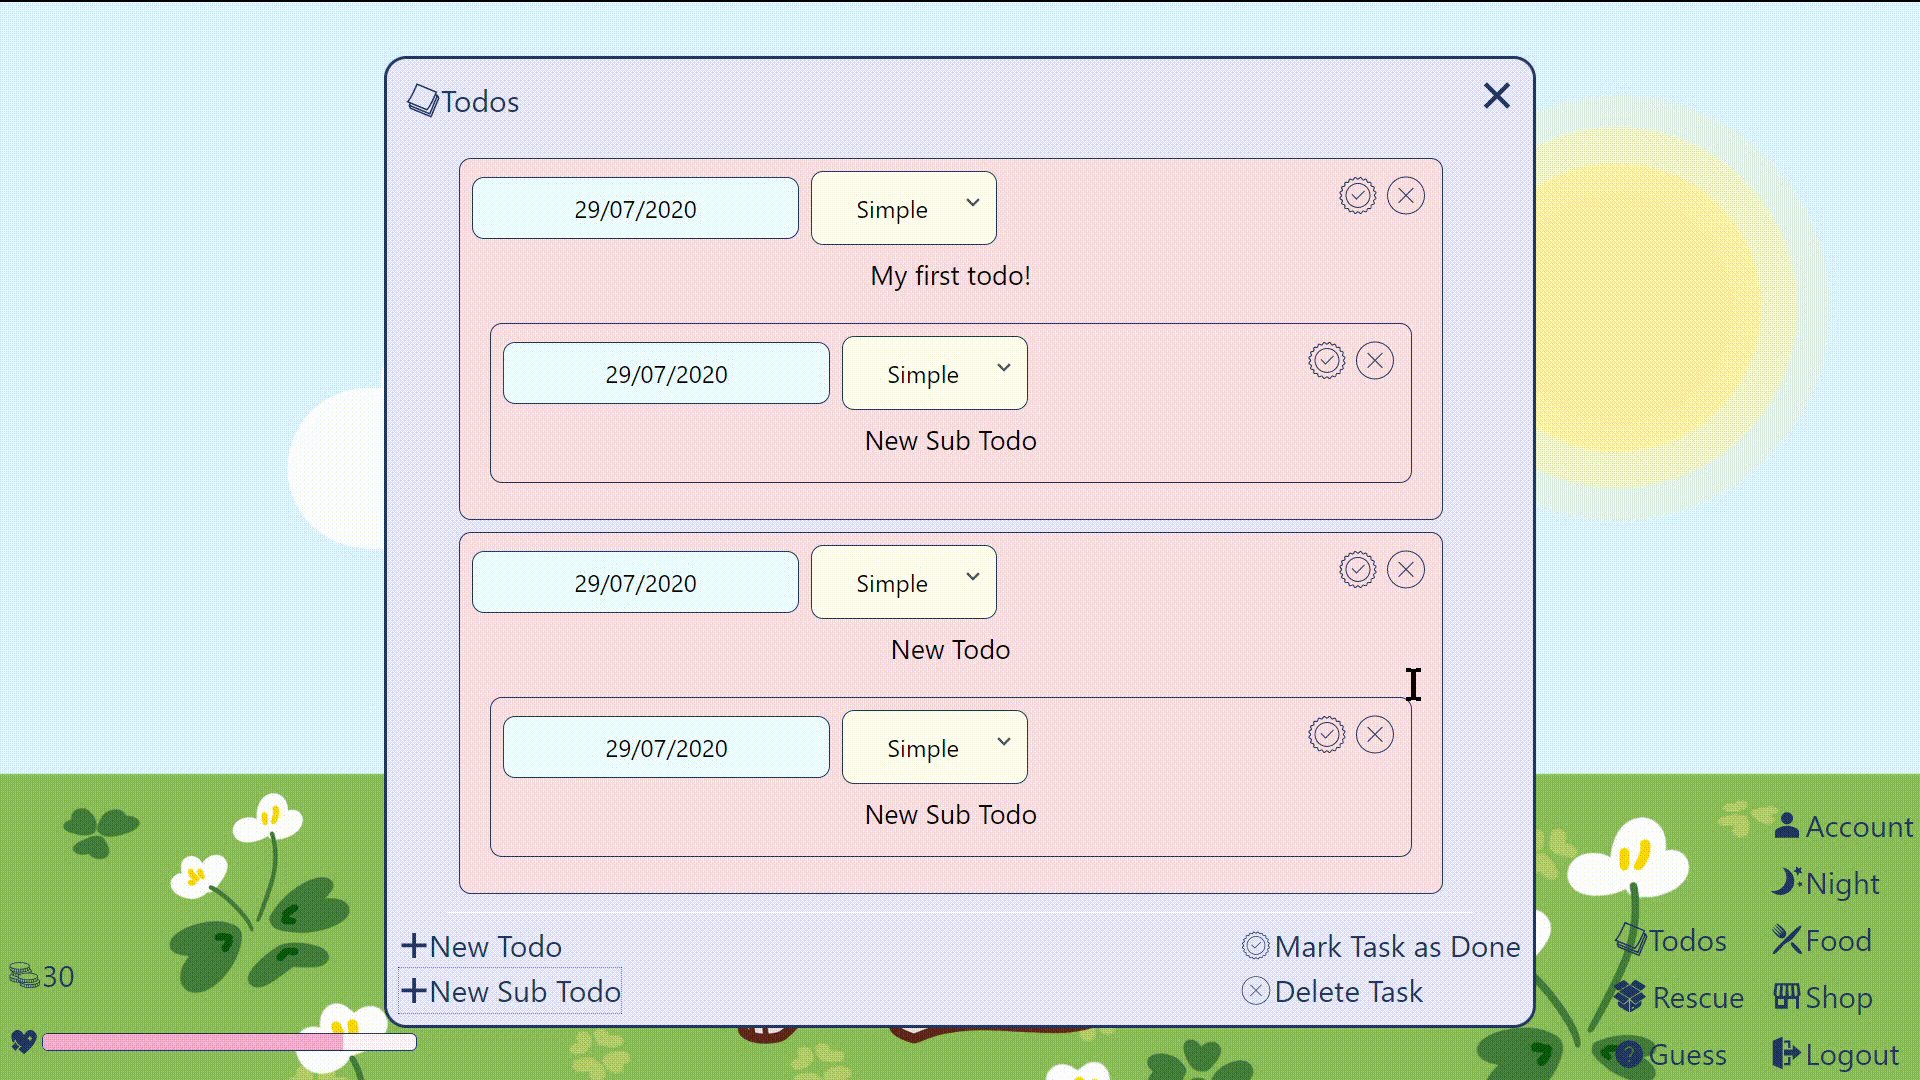 Todos
29/07/2020 Simple
My first todo!
29/07/2020 Simple
New Sub Todo
29/07/2020 Simple
New Todo
29/07/2020 Simple
New Sub Todo
New Todo
Mark Task as Done
New Sub Todo
Delete Task
30
Account
Night
Todos
Food
Rescue
Shop
? Guess
Logout